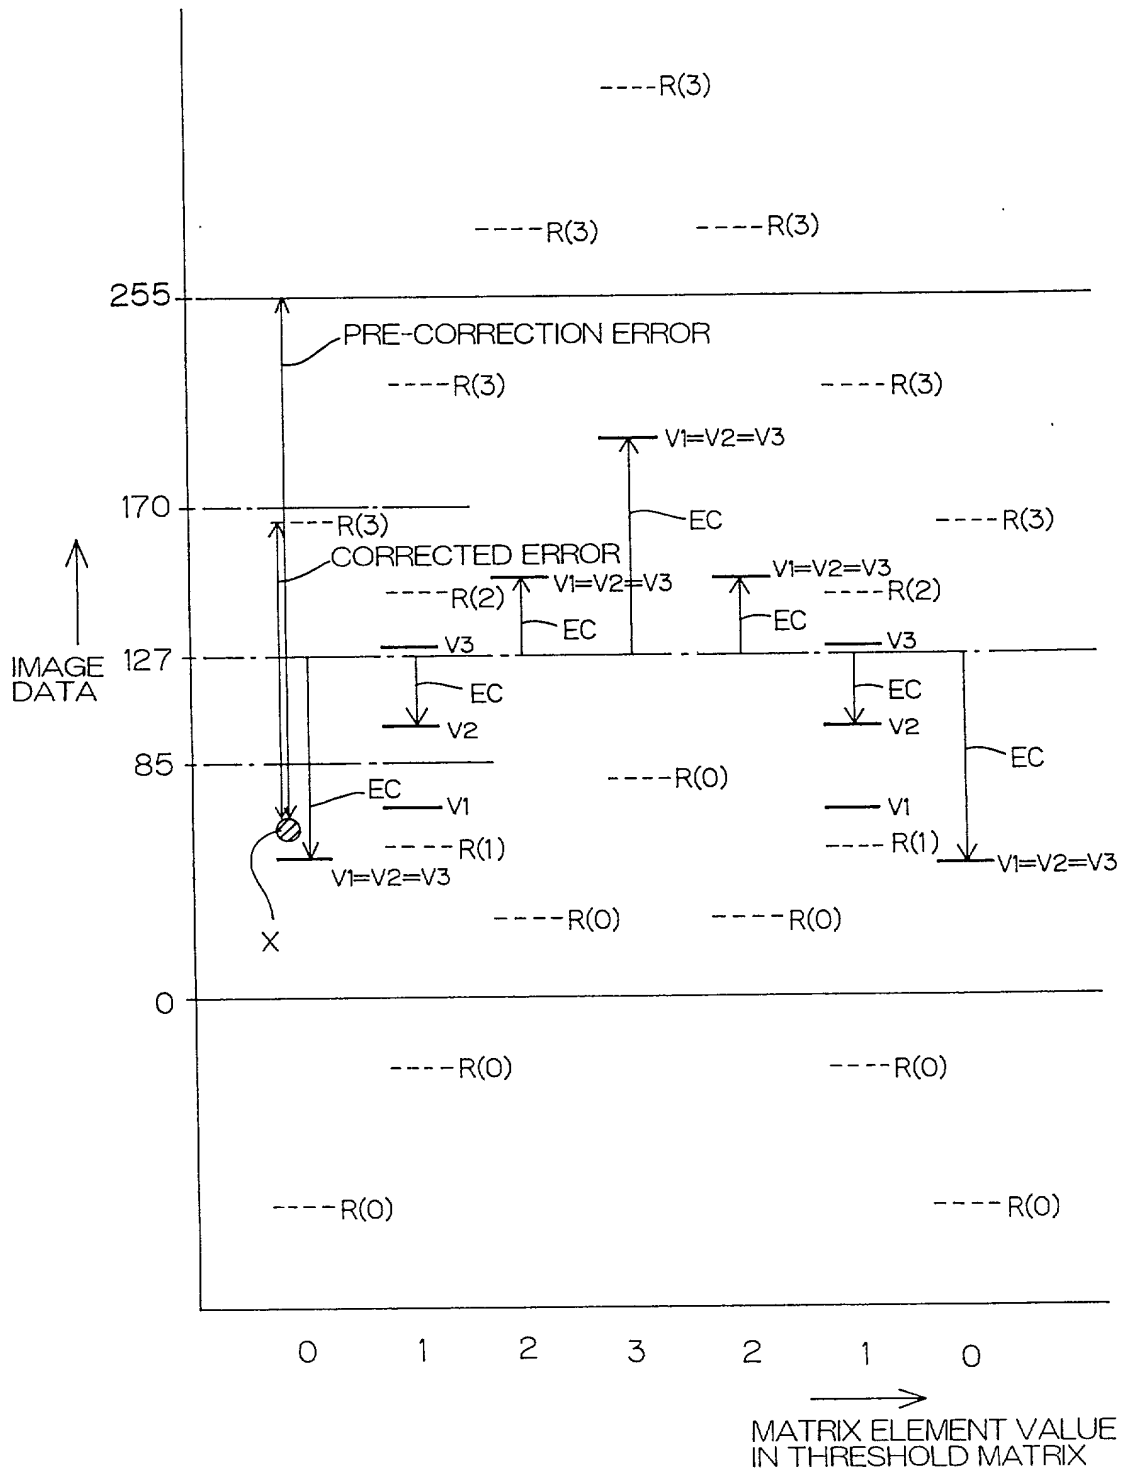 R(3)
R(3)
R(3)
255
PRE-CORRECTION ERROR
R(3)
R(3)
V1=V2=V3
170
R(3)
EC
R(3)
CORRECTED ERROR
V1=V2=V3
V1=V2=V3
R(2)
R(2)
EC
EC
V3
V3
127
IMAGE
DATA
EC
EC
V2
V2
EC
85
R(0)
EC
V1
V1
R(1)
R(1)
V1=V2=V3
V1=V2=V3
R(0)
R(0)
X
0
R(0)
R(0)
R(0)
R(0)
0 1 2 3 2 1 0
MATRIX ELEMENT VALUE
IN THRESHOLD MATRIX